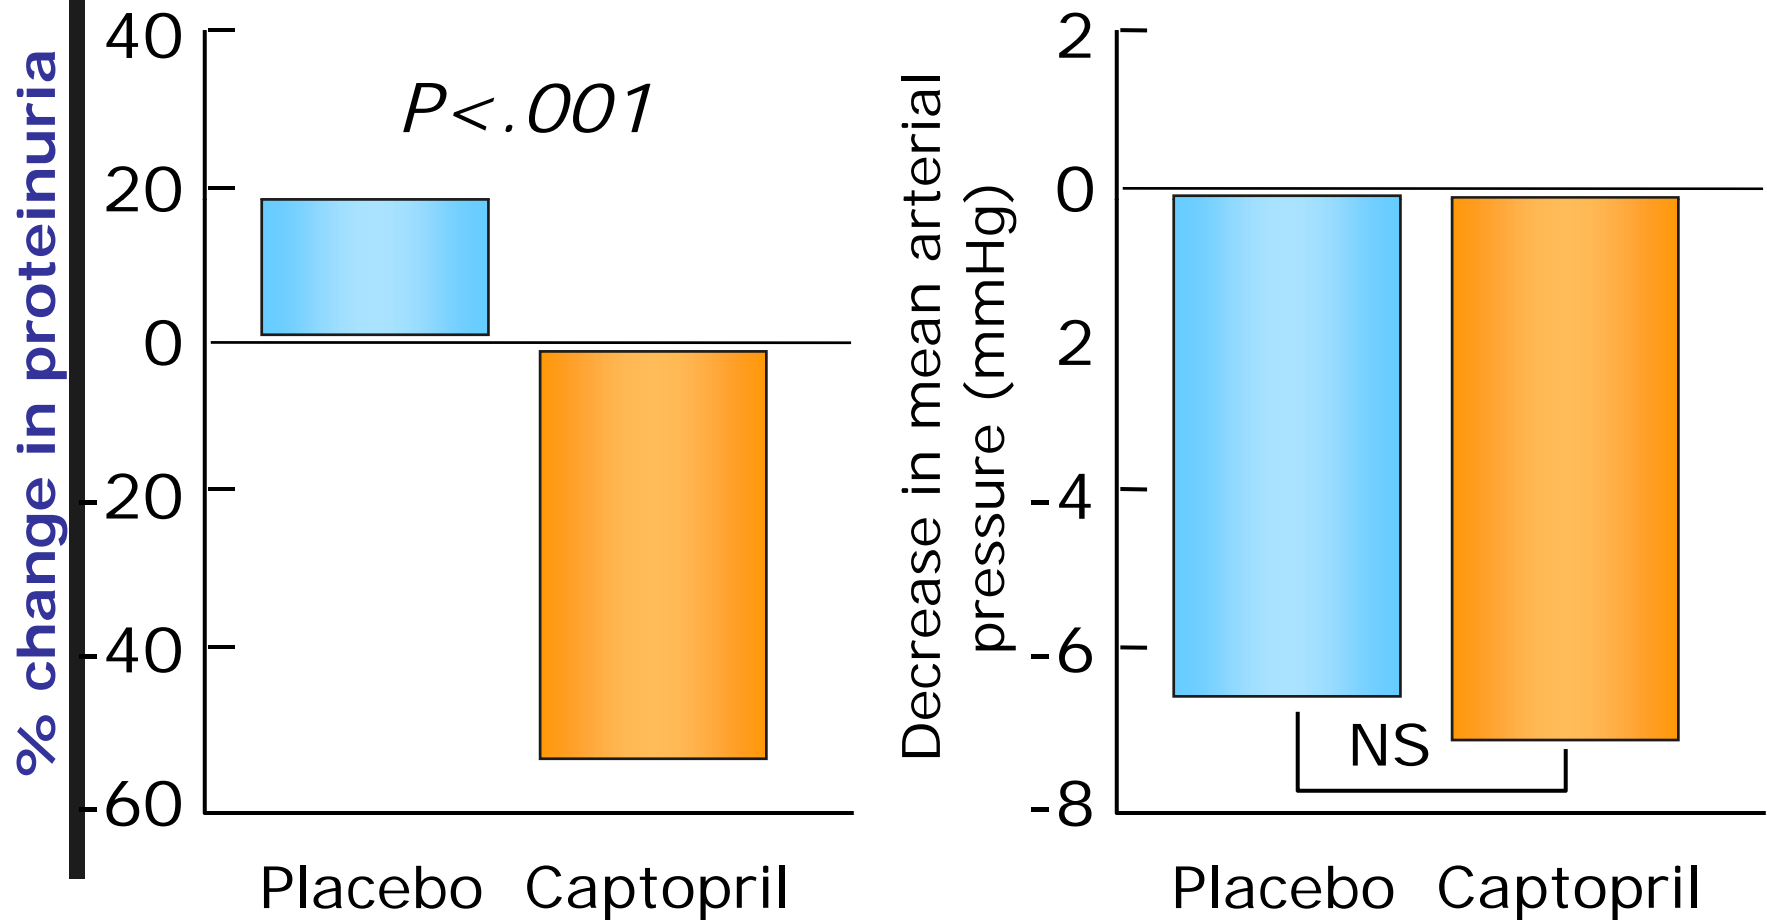 % change in proteinuria
40
20
0
-20
-40
-60
P<.001
Placebo Captopril
Decrease in mean arterial
pressure (mmHg)
2
0
2
-4
-6
-8
NS
Placebo Captopril